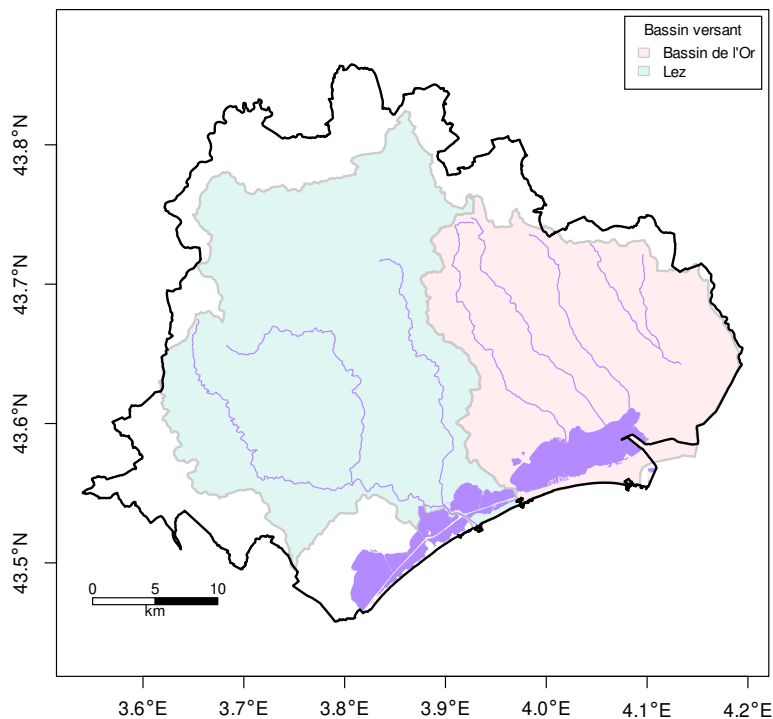 Bassin versant
Bassin de l'Or
Lez
43.8°N
43.7°N
43.6°N
43.5°N
0 5 10
km
3.6°E 3.7°E 3.8°E 3.9°E 4.0°E 4.1°E 4.2°E